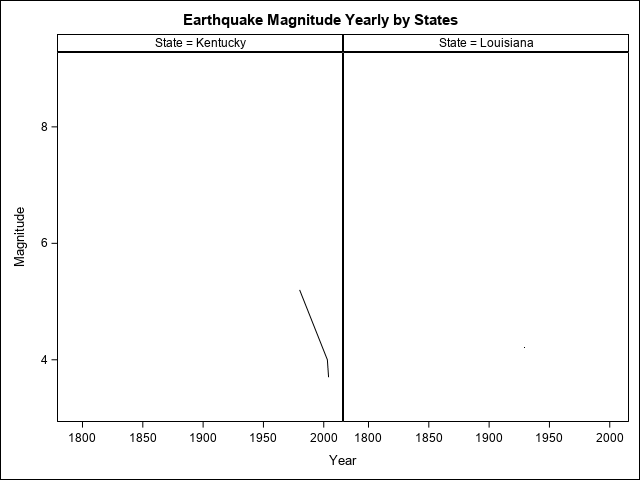 Earthquake Magnitude Yearly by States
State = Kentucky
State = Louisiana
8
6
4
Magnitude
1800 1850 1900 1950 2000
1800 1850 1900 1950 2000
Year